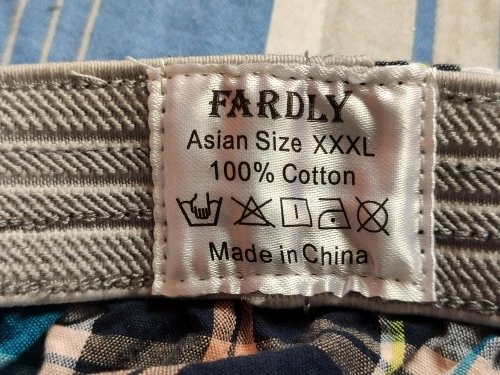 FARDLY
Asian Size XXXL
100% Cotton
Made in China